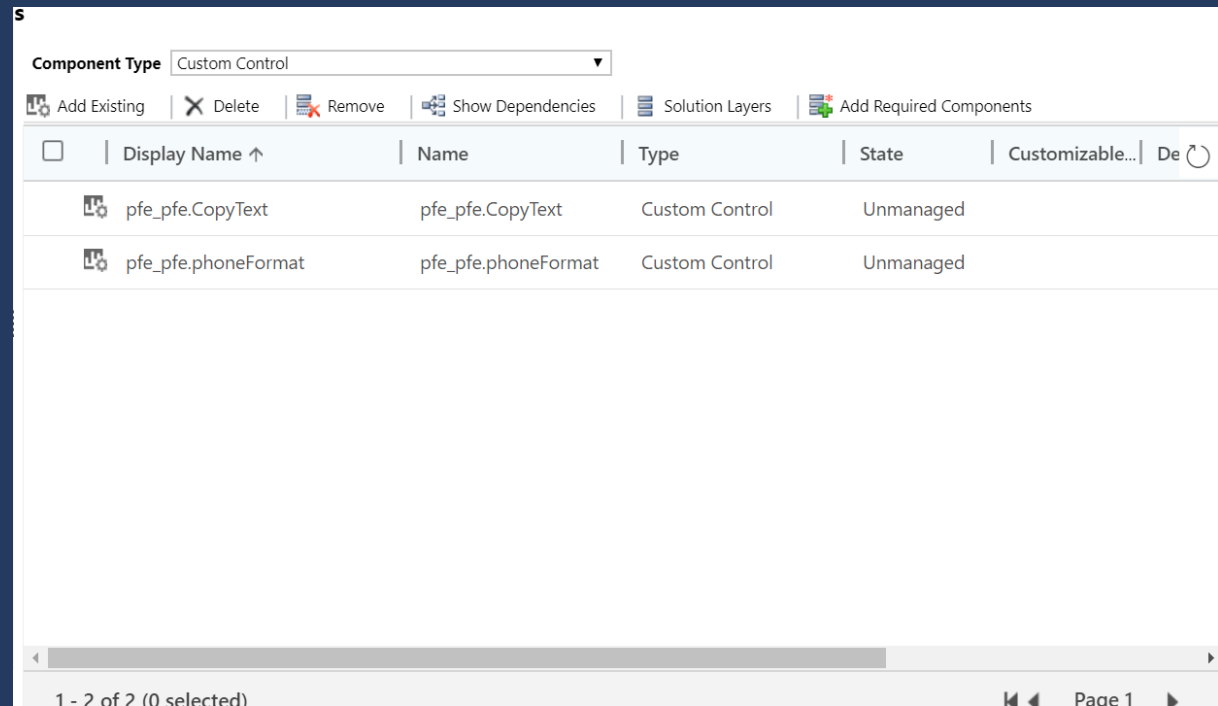 s
Component Type Custom Control
Add Existing Delete Remove Show Dependencies Solution Layers Add Required Components
Display Name Name Type State Customizable... De
pfe_pfe.CopyText pfe_pfe.CopyText Custom Control Unmanaged
pfe_pfe.phoneFormat pfe_pfe.phoneFormat Custom Control Unmanaged
1 - 2 of 2 (0 selected) Page 1